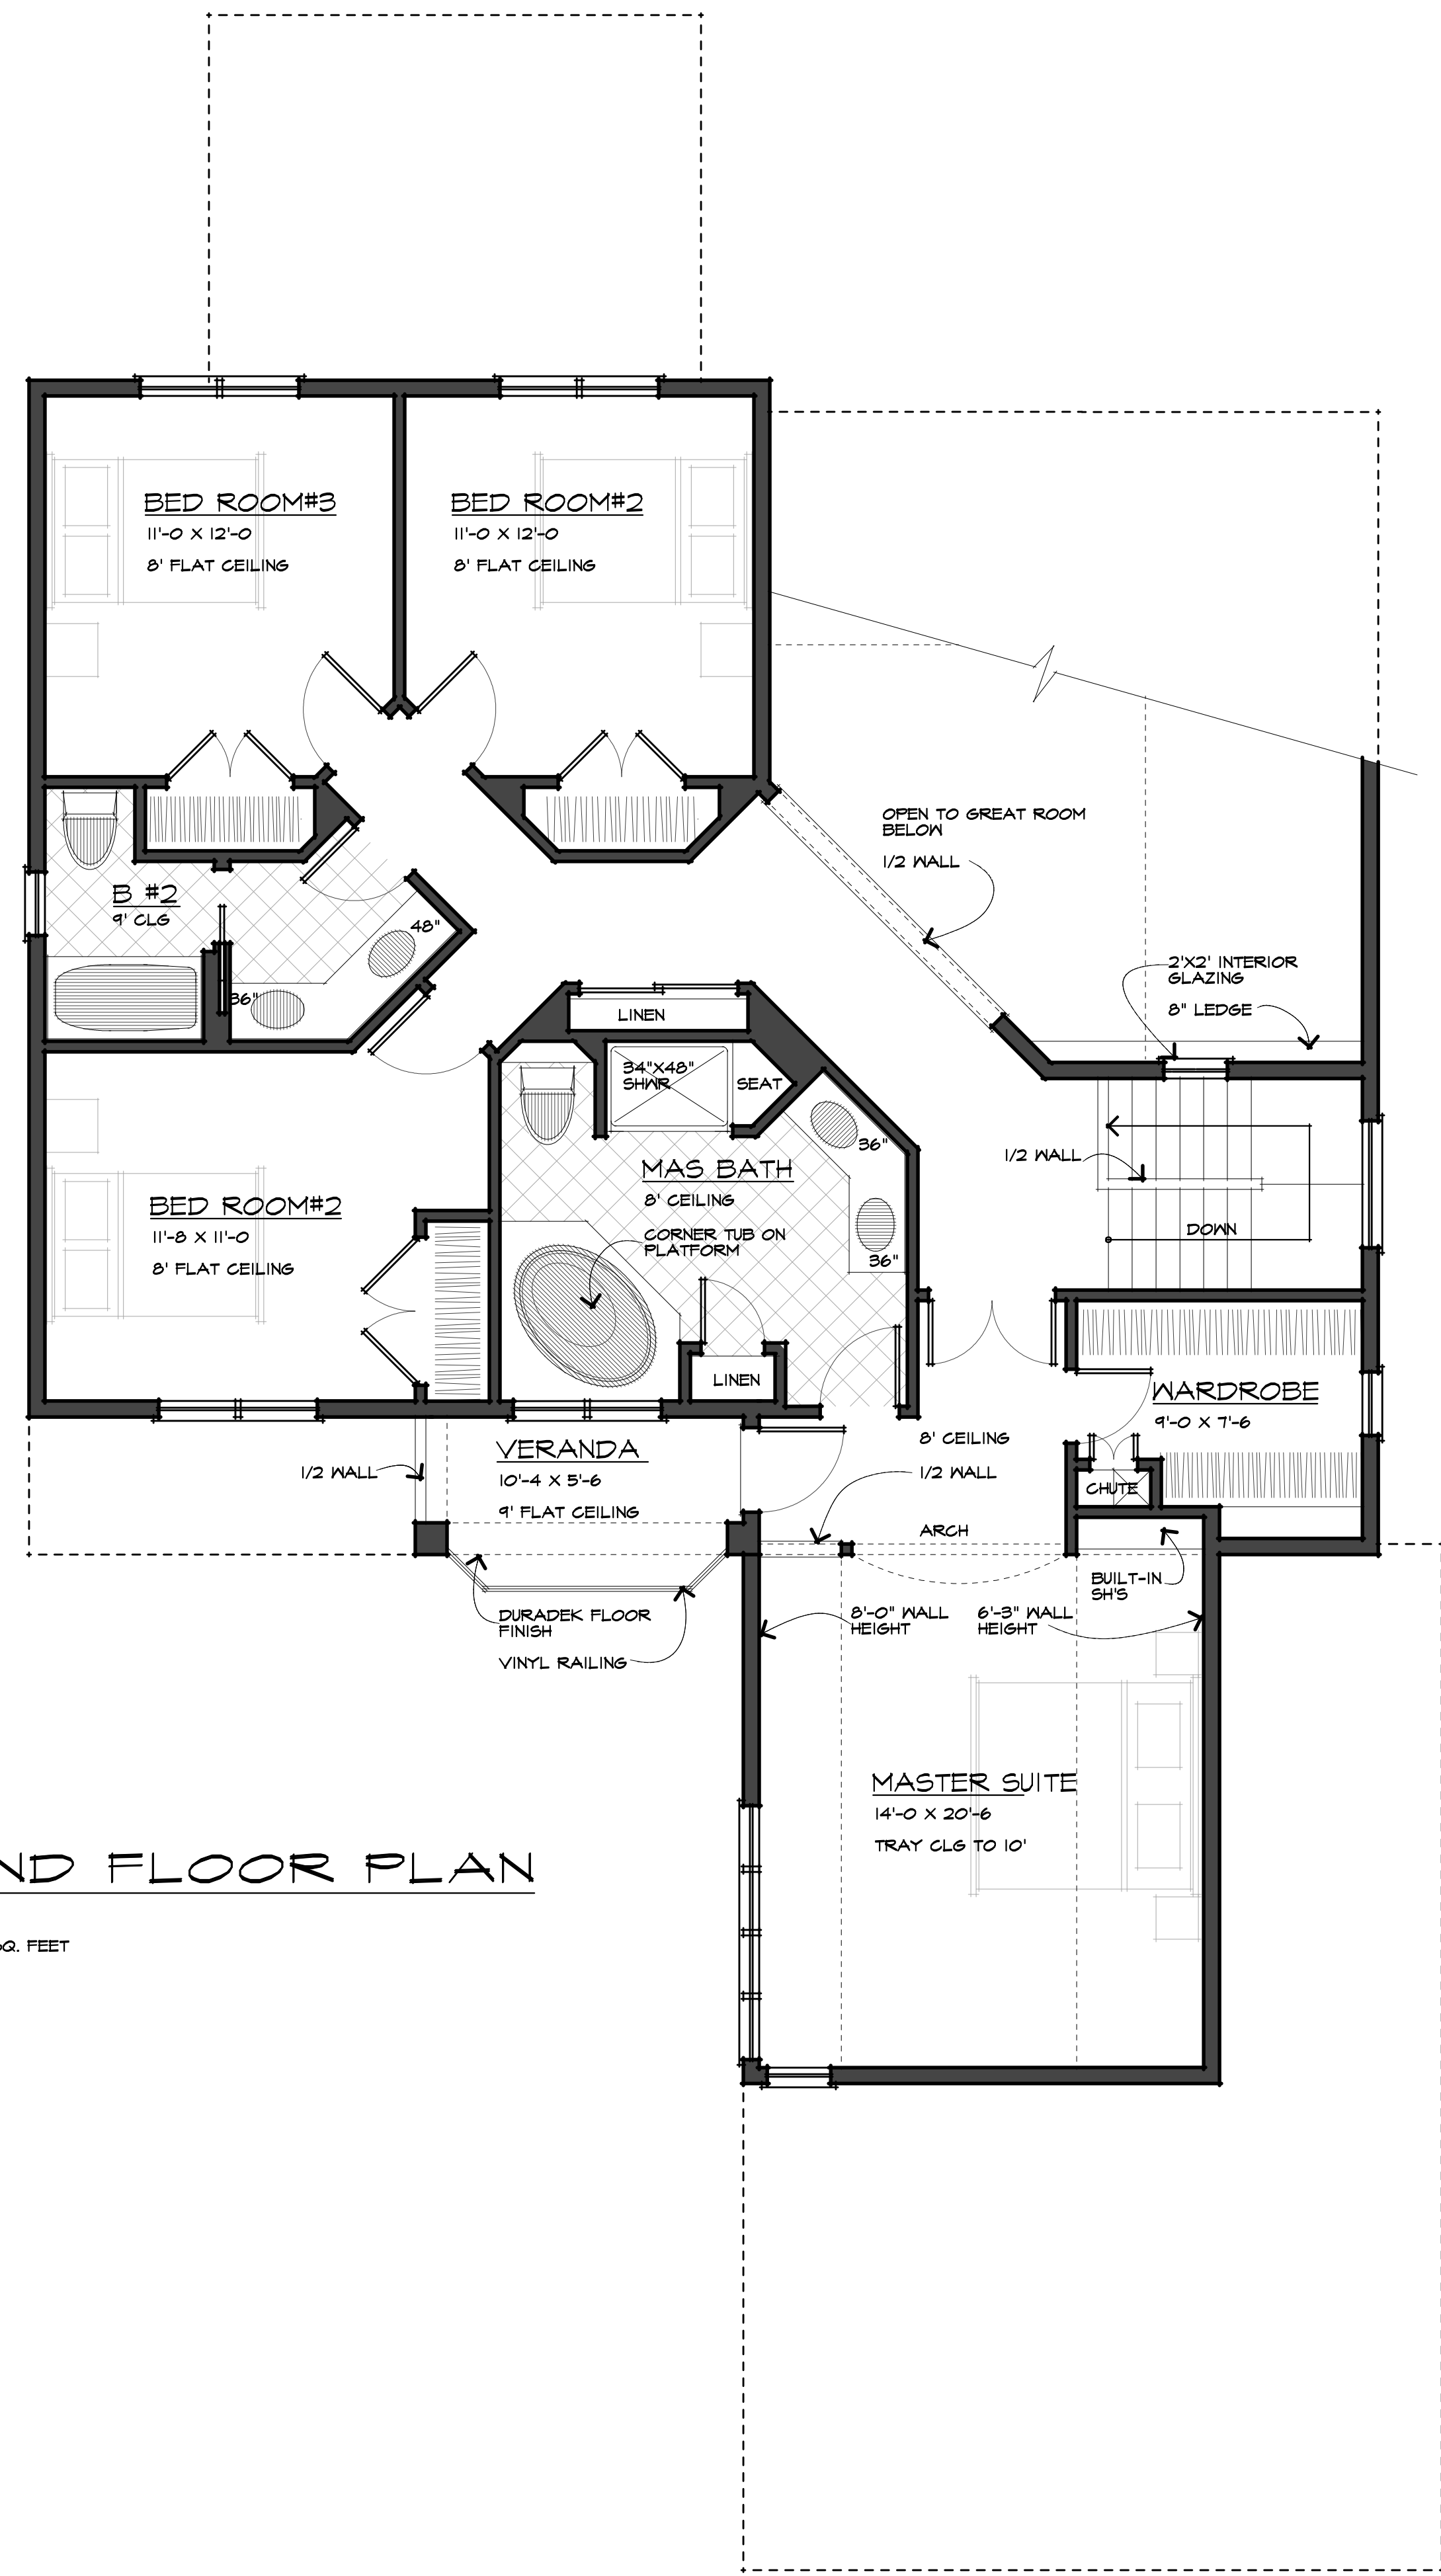 BED ROOM#3
11'-0 X 12'-0
8' FLAT CEILING
BED ROOM#2
11'-0 X 12'-0
8' FLAT CEILING
OPEN TO GREAT ROOM
BELOW
1/2 WALL
B #2
9' CLG
48"
36"
2'X2' INTERIOR
GLAZING
8" LEDGE
LINEN
34"X48"
SHWR
SEAT
36"
MAS BATH
8' CEILING
CORNER TUB ON
PLATFORM
36"
1/2 WALL
DOWN
BED ROOM#2
11'-8 X 11'-0
8' FLAT CEILING
LINEN
WARDROBE
9'-0 X 7'-6
VERANDA
10'-4 X 5'-6
9' FLAT CEILING
1/2 WALL
8' CEILING
1/2 WALL
CHUTE
ARCH
BUILT-IN
SH'S
DURADEK FLOOR
FINISH
VINYL RAILING
8'-0" WALL
HEIGHT
6'-3" WALL
HEIGHT
MASTER SUITE
14'-0 X 20'-6
TRAY CLG TO 10'
ND FLOOR PLAN
SQ. FEET